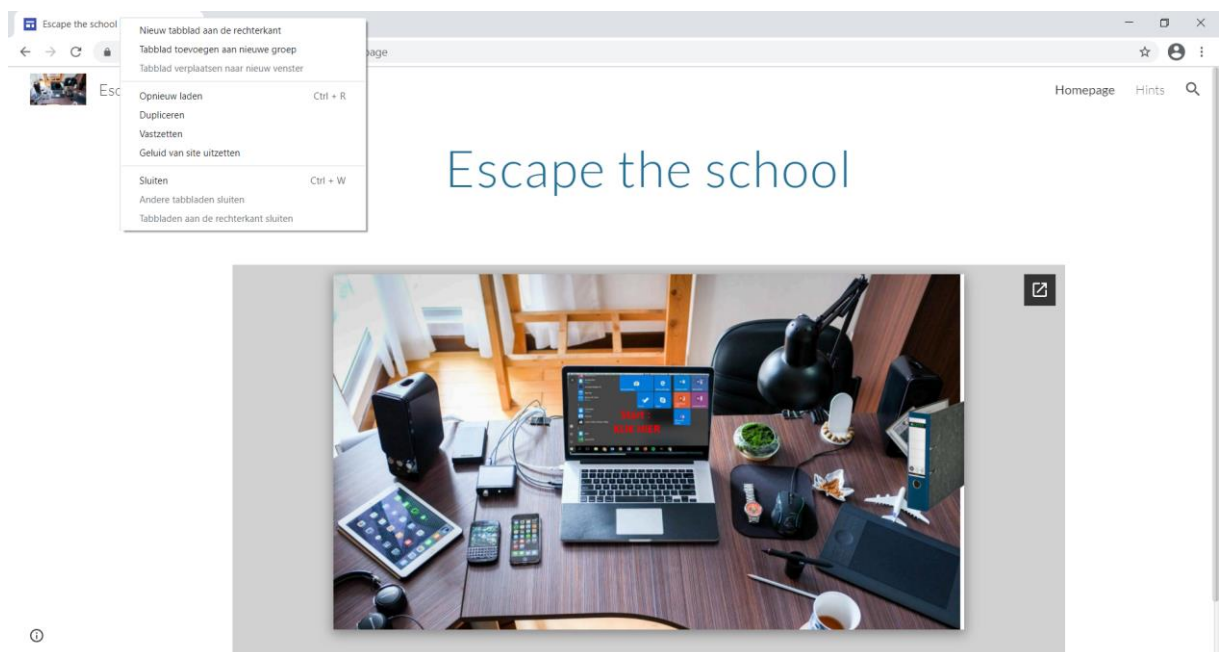 Escape the school
Nieuw tabblad aan de rechterkant
Tabblad toevoegen aan nieuwe groep
Tabblad verplaatsen naar nieuw venster
Opnieuw laden Ctrl + R
Dupliceren
Vastzetten
Geluid van site uitzetten
Sluiten Ctrl + W
Andere tabbladen sluiten
Tabbladen aan de rechterkant sluiten
page
Esc
Homepage Hints
Escape the school
KLIK HIER